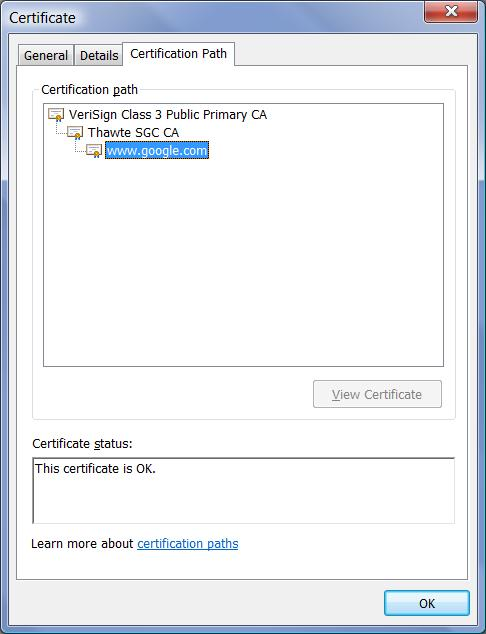 Certificate
General Details Certification Path
Certification path
VeriSign Class 3 Public Primary CA
Thawte SGC CA
www.google.com
View Certificate
Certificate status:
This certificate is OK.
Learn more about certification paths
OK